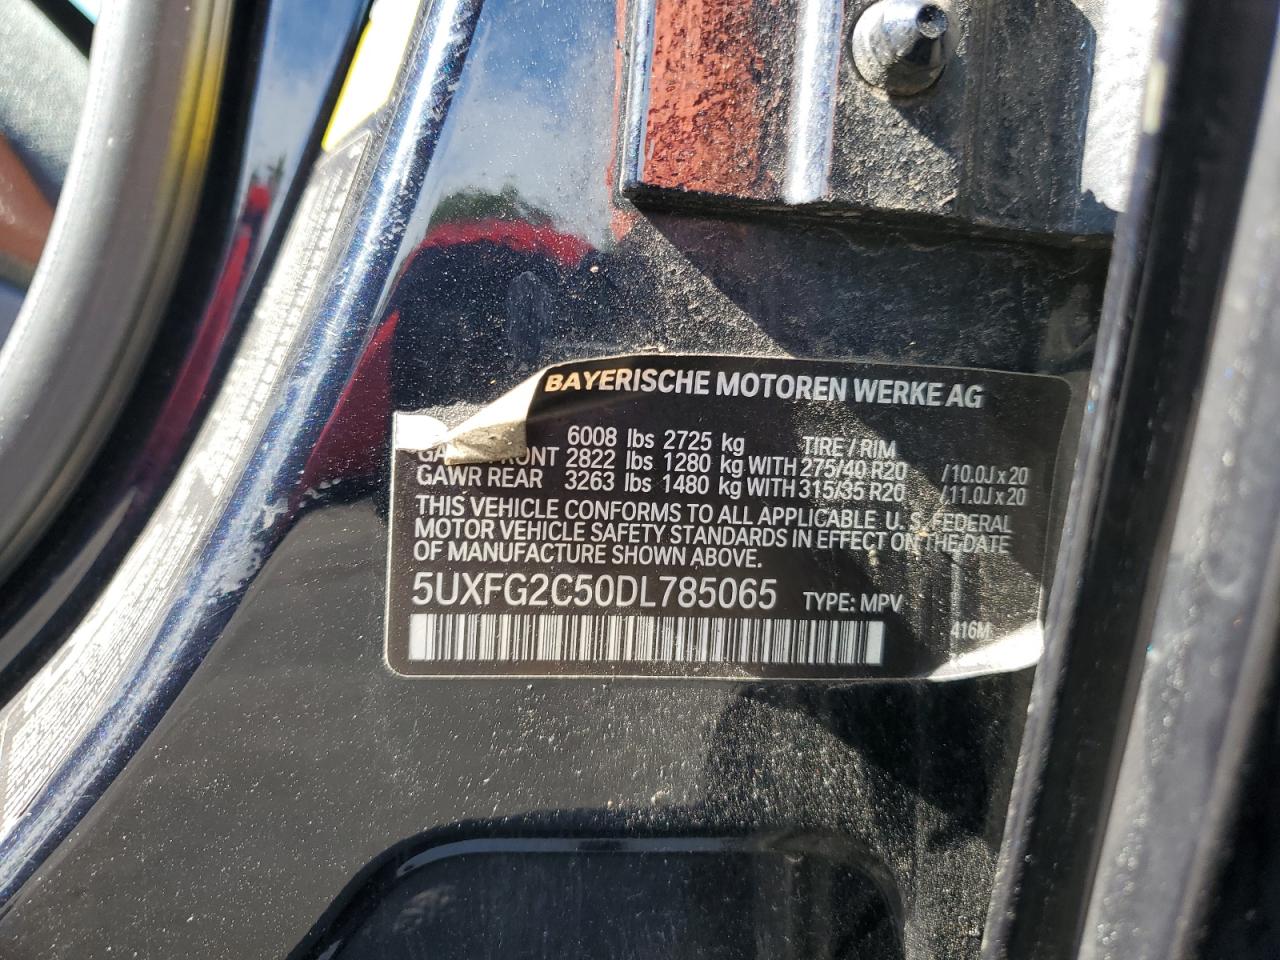 BAYERISCHE MOTOREN WERKE AG
6008 lbs 2725 kg TIRE / RIM
2822 lbs 1280 kg WITH 275/40 R20 /10.0J x 20
GAWR REAR 3263 lbs 1480 kg WITH 315/35 R20 /11.0J x 20
THIS VEHICLE CONFORMS TO ALL APPLICABLE U.S. FEDERAL
MOTOR VEHICLE SAFETY STANDARDS IN EFFECT ON THE DATE
OF MANUFACTURE SHOWN ABOVE.
5UXFG2C50DL785065 TYPE: MPV
416M